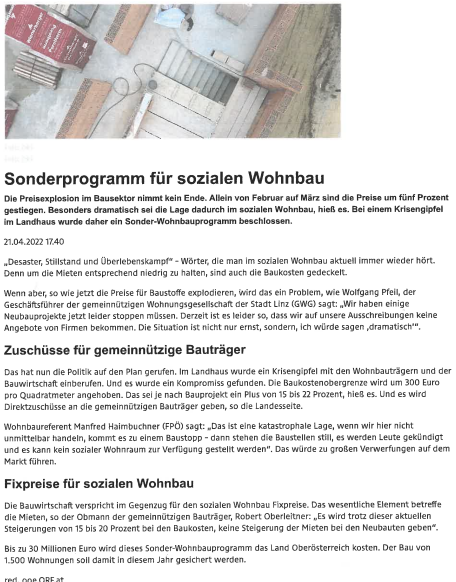 Sonderprogramm für sozialen Wohnbau
Die Preisexplosion im Bausektor nimmt kein Ende. Allein von Februar auf März sind die Preise um fünf Prozent
gestiegen. Besonders dramatisch sei die Lage dadurch im sozialen Wohnbau, hieß es. Bei einem Krisengipfel
im Landhaus wurde daher ein Sonder-Wohnbauprogramm beschlossen.
21.04.2022 17.40
„Desaster, Stillstand und Überlebenskampf“ – Wörter, die man im sozialen Wohnbau aktuell immer wieder hört.
Denn um die Mieten entsprechend niedrig zu halten, sind auch die Baukosten gedeckelt.
Wenn aber, so wie jetzt die Preise für Baustoffe explodieren, wird das ein Problem, wie Wolfgang Pfeil, der
Geschäftsführer der gemeinnützigen Wohnungsgesellschaft der Stadt Linz (GWG) sagt: „Wir haben einige
Neubauprojekte jetzt leider stoppen müssen. Derzeit ist es leider so, dass wir auf unsere Ausschreibungen keine
Angebote von Firmen bekommen. Die Situation ist nicht nur ernst, sondern, ich würde sagen ‚dramatisch‘“.
Zuschüsse für gemeinnützige Bauträger
Das hat nun die Politik auf den Plan gerufen. Im Landhaus wurde ein Krisengipfel mit den Wohnbauträgern und der
Bauwirtschaft einberufen. Und es wurde ein Kompromiss gefunden. Die Baukostenobergrenze wird um 300 Euro
pro Quadratmeter angehoben. Das sei je nach Bauprojekt ein Plus von 15 bis 22 Prozent, hieß es. Und es wird
Direktzuschüsse an die gemeinnützigen Bauträger geben, so die Landesseite.
Wohnbaureferent Manfred Haimbuchner (FPÖ) sagt: „Das ist eine katastrophale Lage, wenn wir hier nicht
unmittelbar handeln, kommt es zu einem Baustopp – dann stehen die Baustellen still, es werden Leute gekündigt
und es kann kein sozialer Wohnraum zur Verfügung gestellt werden“. Das würde zu großen Verwerfungen auf dem
Markt führen.
Fixpreise für sozialen Wohnbau
Die Bauwirtschaft verspricht im Gegenzug für den sozialen Wohnbau Fixpreise. Das wesentliche Element betreffe
die Mieten, so der Obmann der gemeinnützigen Bauträger, Robert Oberleitner: „Es wird trotz dieser aktuellen
Steigerungen von 15 bis 20 Prozent bei den Baukosten, keine Steigerung der Mieten bei den Neubauten geben“.
Bis zu 30 Millionen Euro wird dieses Sonder-Wohnbauprogramm das Land Oberösterreich kosten. Der Bau von
1.500 Wohnungen soll damit in diesem Jahr gesichert werden.
red, ooe.ORF.at